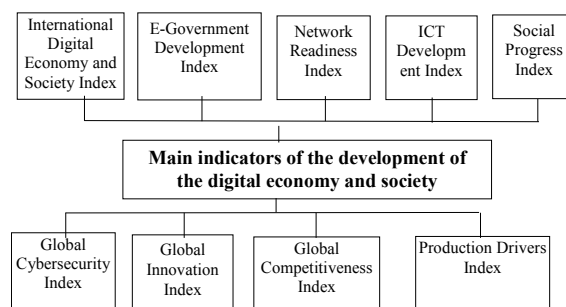 International
Digital
Economy and
Society Index
E-Government
Development
Index
Network
Readiness
Index
ICT
Developm
ent Index
Social
Progress
Index
Main indicators of the development of
the digital economy and society
Global
Cybersecurity
Index
Global
Innovation
Index
Global
Competitiveness
Index
Production Drivers
Index